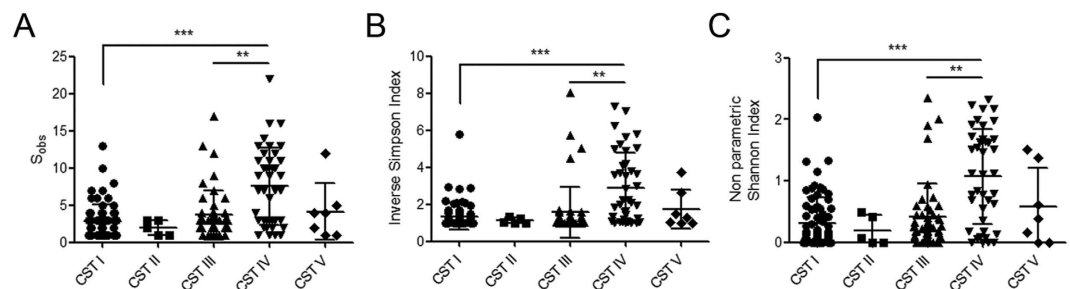 A
B
C
***
**
***
**
***
**
25
20
15
10
5
0
S_obs
CST I
CST II
CST III
CST IV
CST V
10
8
6
4
2
0
Inverse Simpson Index
CST I
CST II
CST III
CST IV
CST V
3
2
1
0
Non parametric
Shannon Index
CST I
CST II
CST III
CST IV
CST V